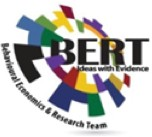 BERT
Ideas with Evidence
Behavioural Economics & Research Team